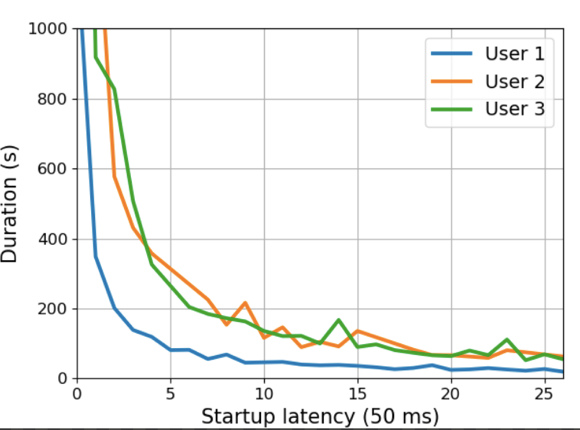 1000
800
600
400
200
0
Duration (s)
User 1
User 2
User 3
0 5 10 15 20 25
Startup latency (50 ms)